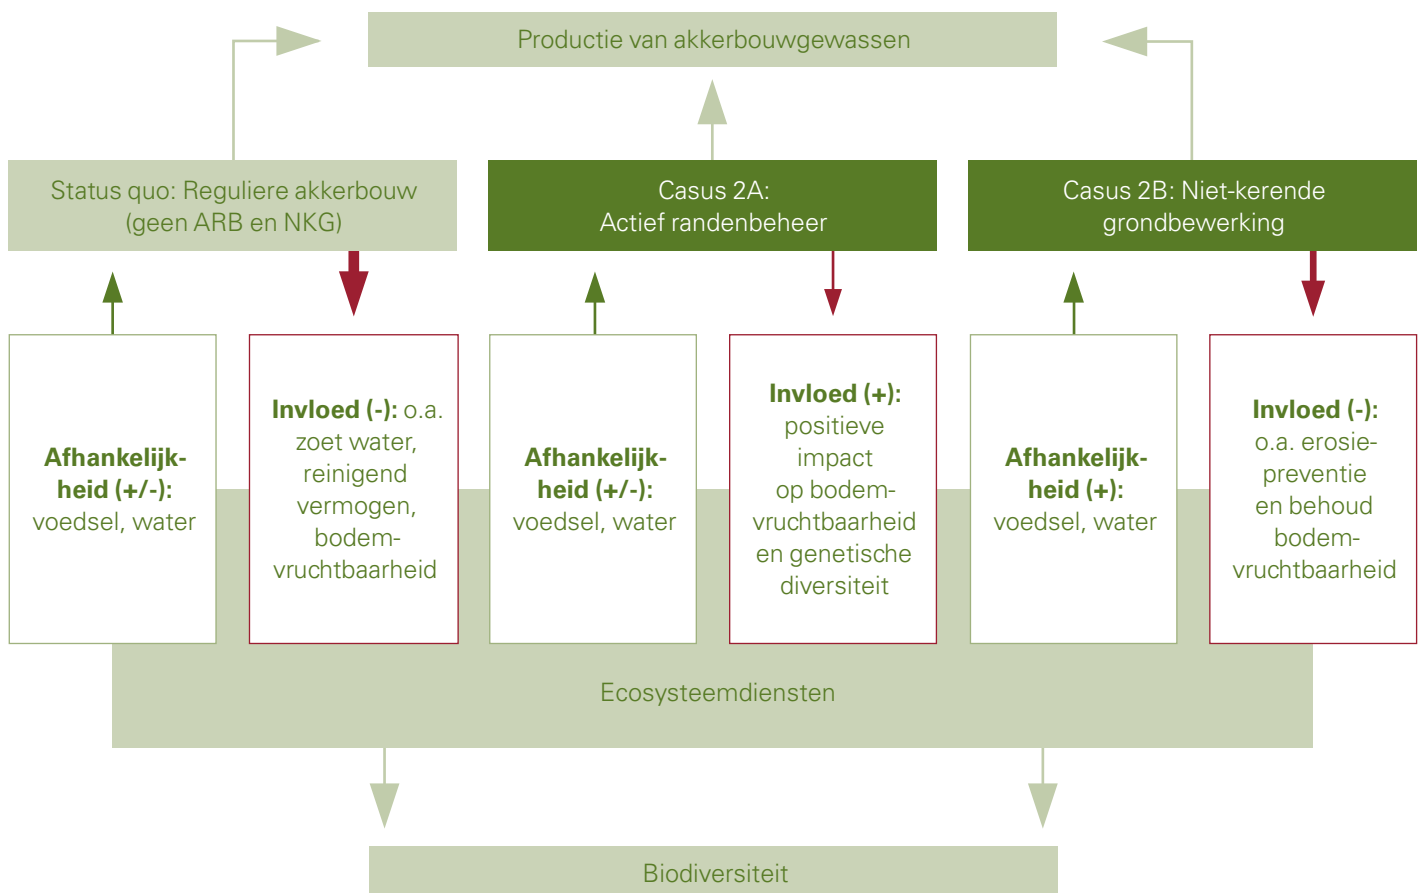 Productie van akkerbouwgewassen
Status quo: Reguliere akkerbouw
(geen ARB en NKG)
Casus 2A:
Actief randenbeheer
Casus 2B: Niet-kerende
grondbewerking
Afhankelijk-
heid (+/-):
voedsel, water
Invloed (-): o.a.
zoet water,
reinigend
vermogen,
bodem-
vruchtbaarheid
Afhankelijk-
heid (+/-):
voedsel, water
Invloed (+):
positieve
impact
op bodem-
vruchtbaarheid
en genetische
diversiteit
Afhankelijk-
heid (+):
voedsel, water
Invloed (-):
o.a. erosie-
preventie
en behoud
bodem-
vruchtbaarheid
Ecosysteemdiensten
Biodiversiteit